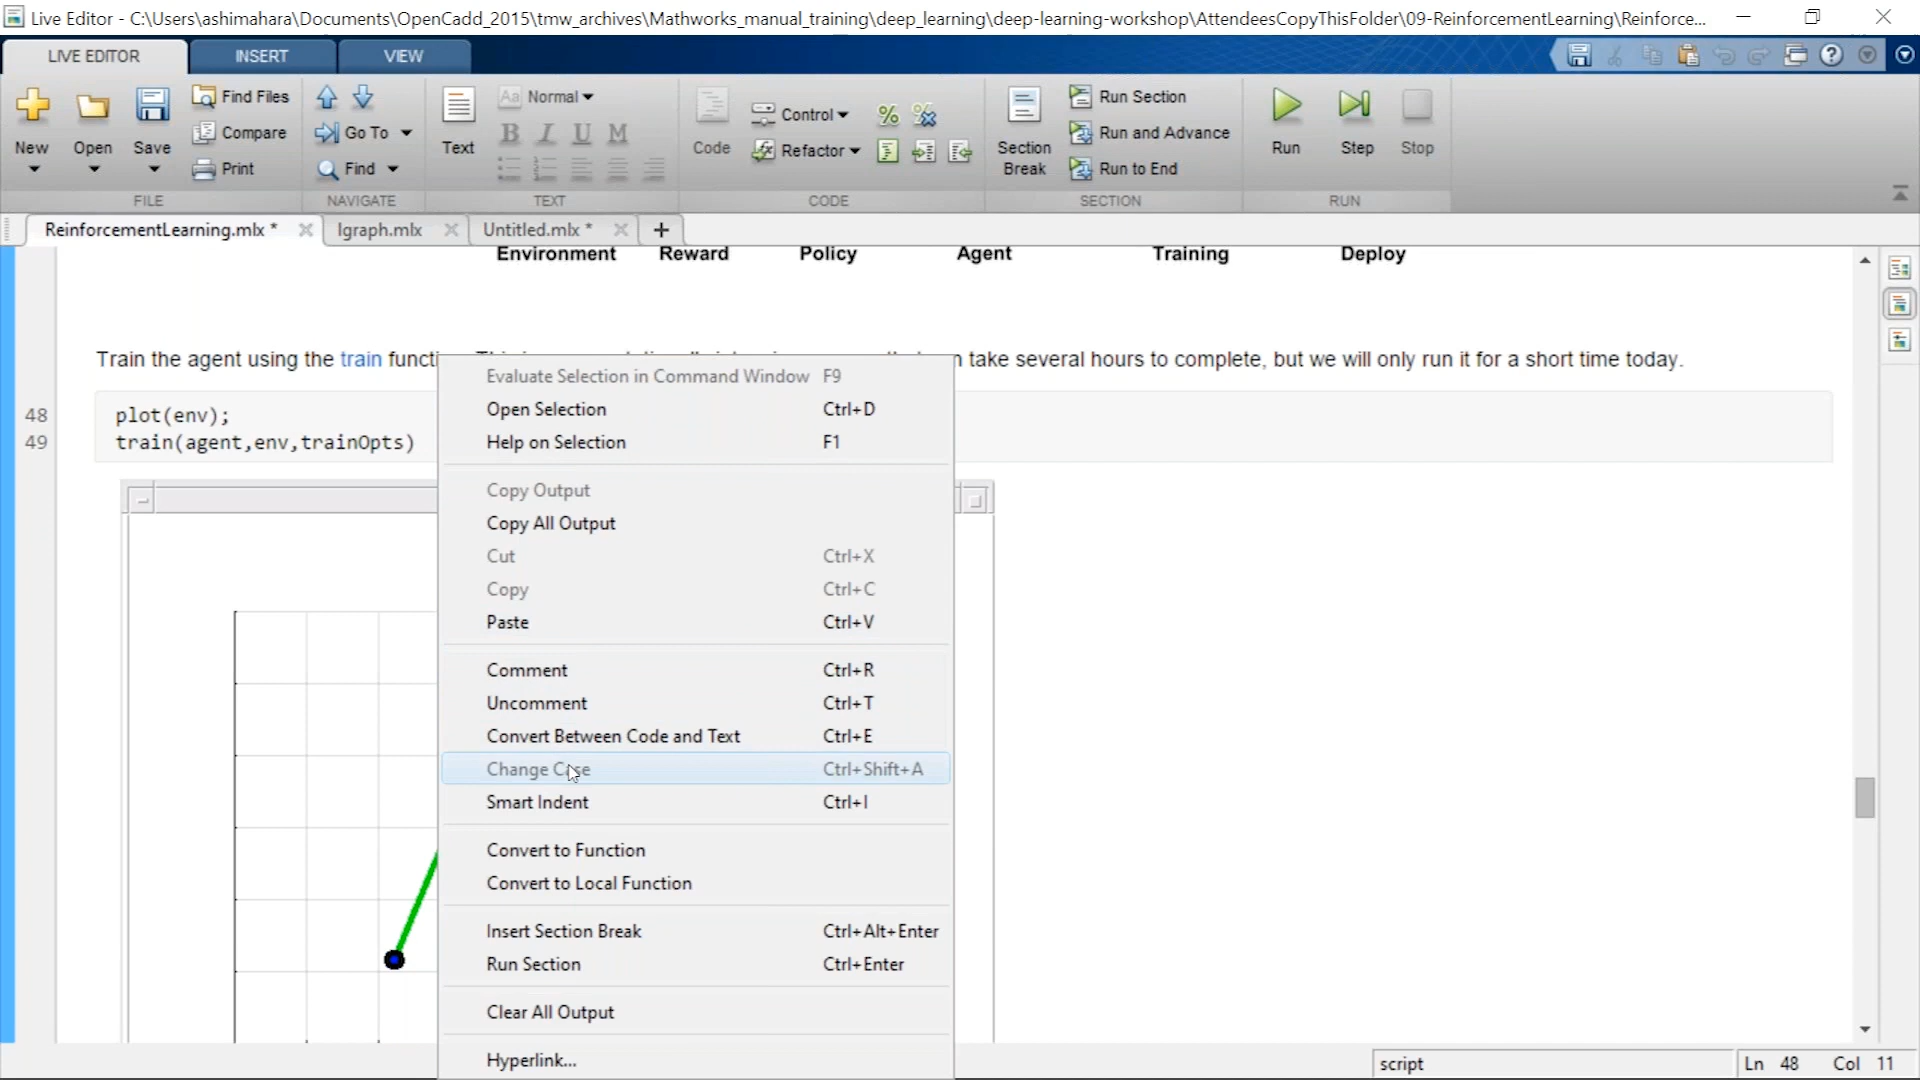 Live Editor - C:\Users\ashimahara\Documents\OpenCadd_2015\tmw_archives\Mathworks_manual_training\deep_learning\deep-learning-workshop\AttendeesCopyThisFolder\09-ReinforcementLearning\Reinforce...
LIVE EDITOR INSERT VIEW
New Open Save Find Files Compare Print
Go To Find
Text Aa Normal B I U M
Code Control Refactor
Section Break Run Section Run and Advance Run to End
Run Step Stop
FILE NAVIGATE TEXT CODE SECTION RUN
ReinforcementLearning.mlx * lgraph.mlx Untitled.mlx * +
Environment Reward Policy Agent Training Deploy
Train the agent using the train functi take several hours to complete, but we will only run it for a short time today.
48 plot(env);
49 train(agent,env,trainOpts)
Evaluate Selection in Command Window F9
Open Selection Ctrl+D
Help on Selection F1
Copy Output
Copy All Output
Cut Ctrl+X
Copy Ctrl+C
Paste Ctrl+V
Comment Ctrl+R
Uncomment Ctrl+T
Convert Between Code and Text Ctrl+E
Change Case Ctrl+Shift+A
Smart Indent Ctrl+I
Convert to Function
Convert to Local Function
Insert Section Break Ctrl+Alt+Enter
Run Section Ctrl+Enter
Clear All Output
Hyperlink...
script Ln 48 Col 11